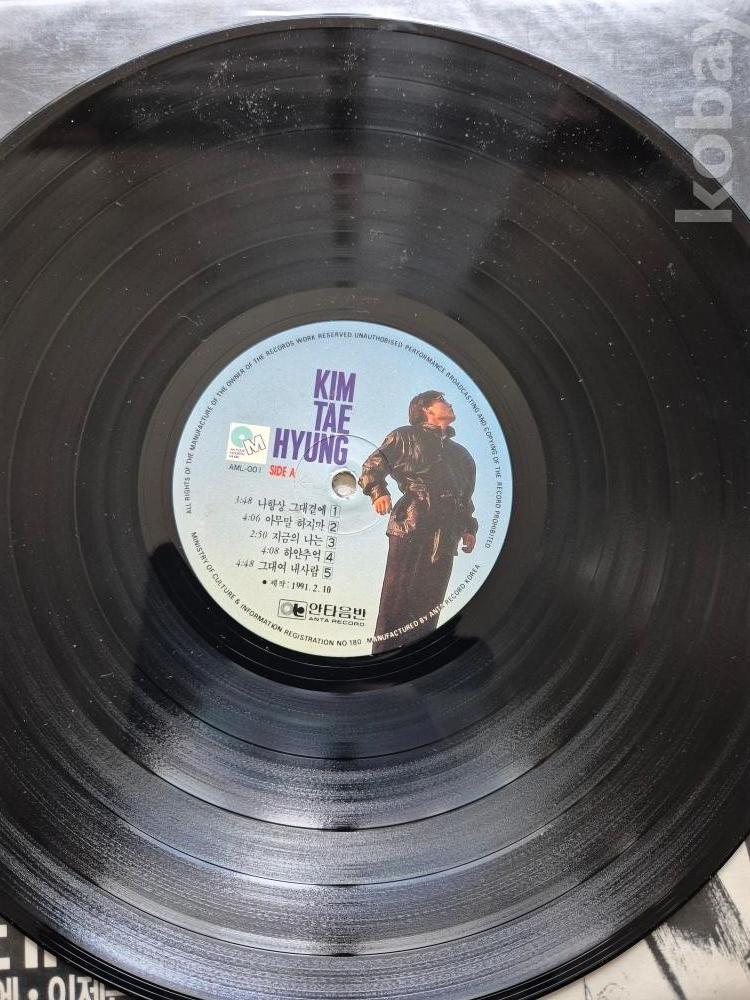 kobay
ALL RIGHTS OF THE MANUFACTURE OF THE OWNER OF THE RECORDS WORK RESERVED UNAUTHORISED PERFORMANCE BROADCASTING AND COPYING OF THE RECORD PROHIBITED
KIM
TAE
HYUNG
AML-001 SIDE A
3:48 나항상 그대곁에 1
4:06 아무말 하지마 2
2:50 지금의 나는 3
4:08 하얀추억 4
4:48 그대여 내사랑 5
● 제작: 1991. 2. 10
안타음반
ANTA RECORD
MINISTRY OF CULTURE & INFORMATION REGISTRATION NO 180 MANUFACTURED BY ANTA RECORD KOREA